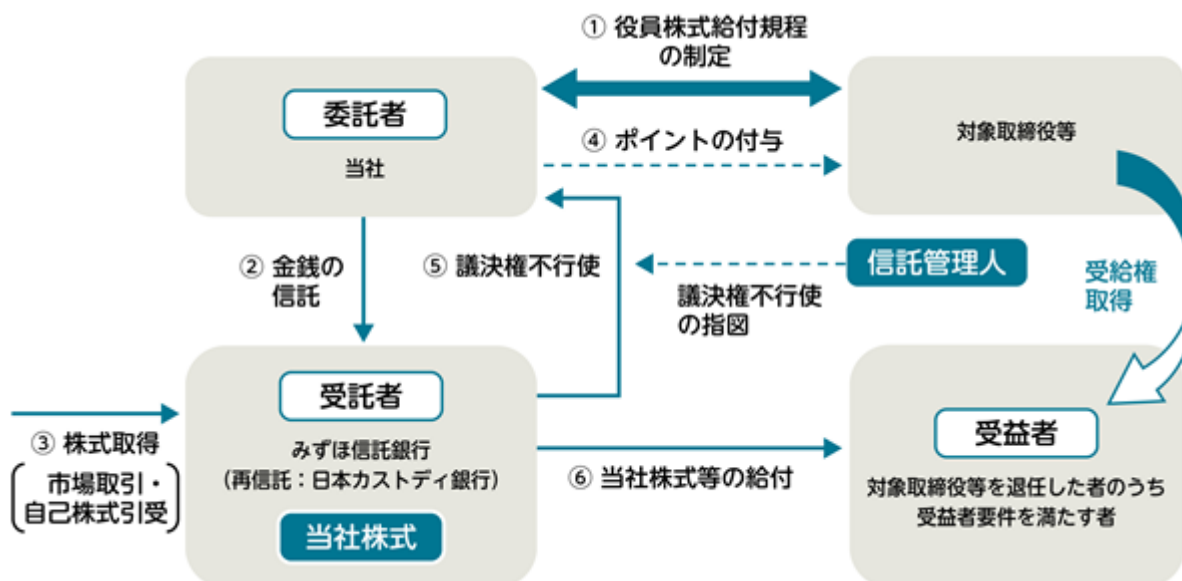 ① 役員株式給付規程
の制定
委託者
当社
④ ポイントの付与
対象取締役等
② 金銭の
信託
⑤ 議決権不行使
信託管理人
議決権不行使
の指図
受給権
取得
受託者
みずほ信託銀行
(再信託：日本カストディ銀行)
当社株式
③ 株式取得
市場取引・
自己株式引受
⑥ 当社株式等の給付
受益者
対象取締役等を退任した者のうち
受益者要件を満たす者